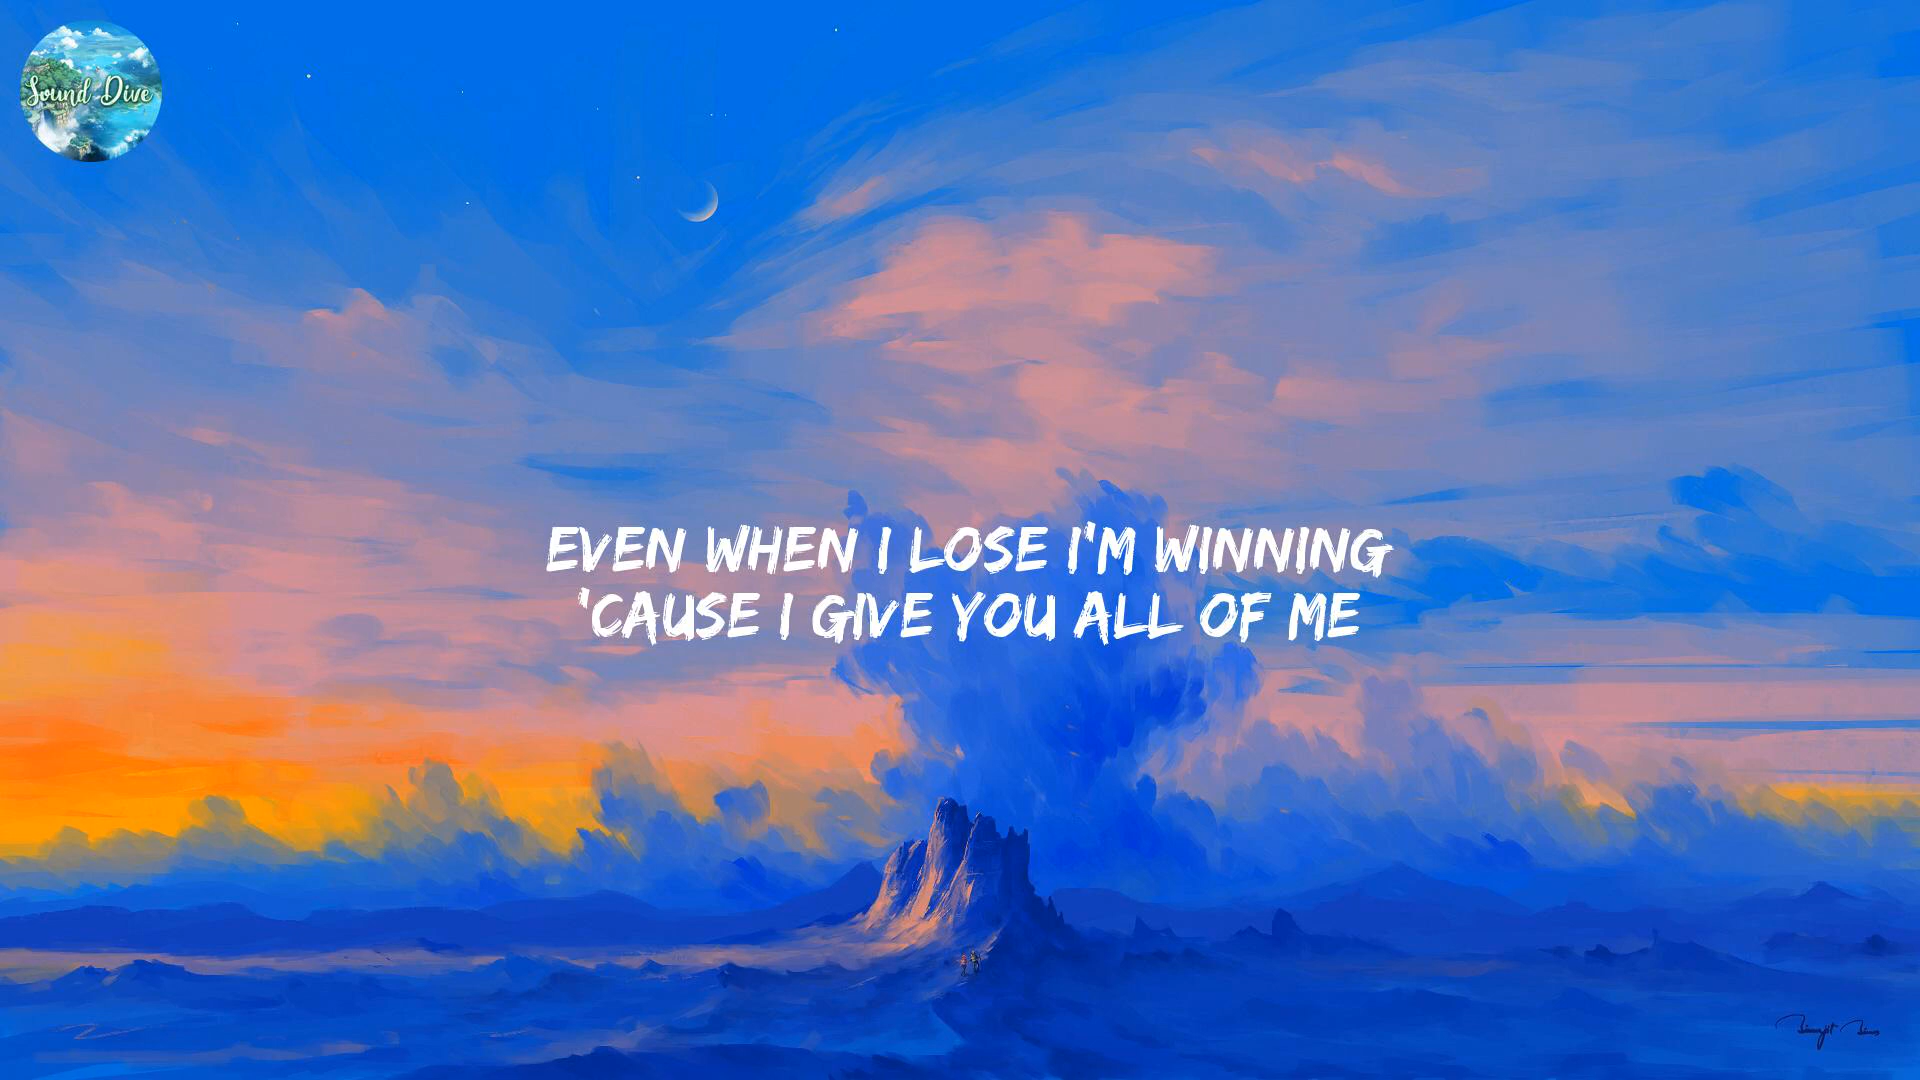 Sound Dive
EVEN WHEN I LOSE I'M WINNING
'CAUSE I GIVE YOU ALL OF ME